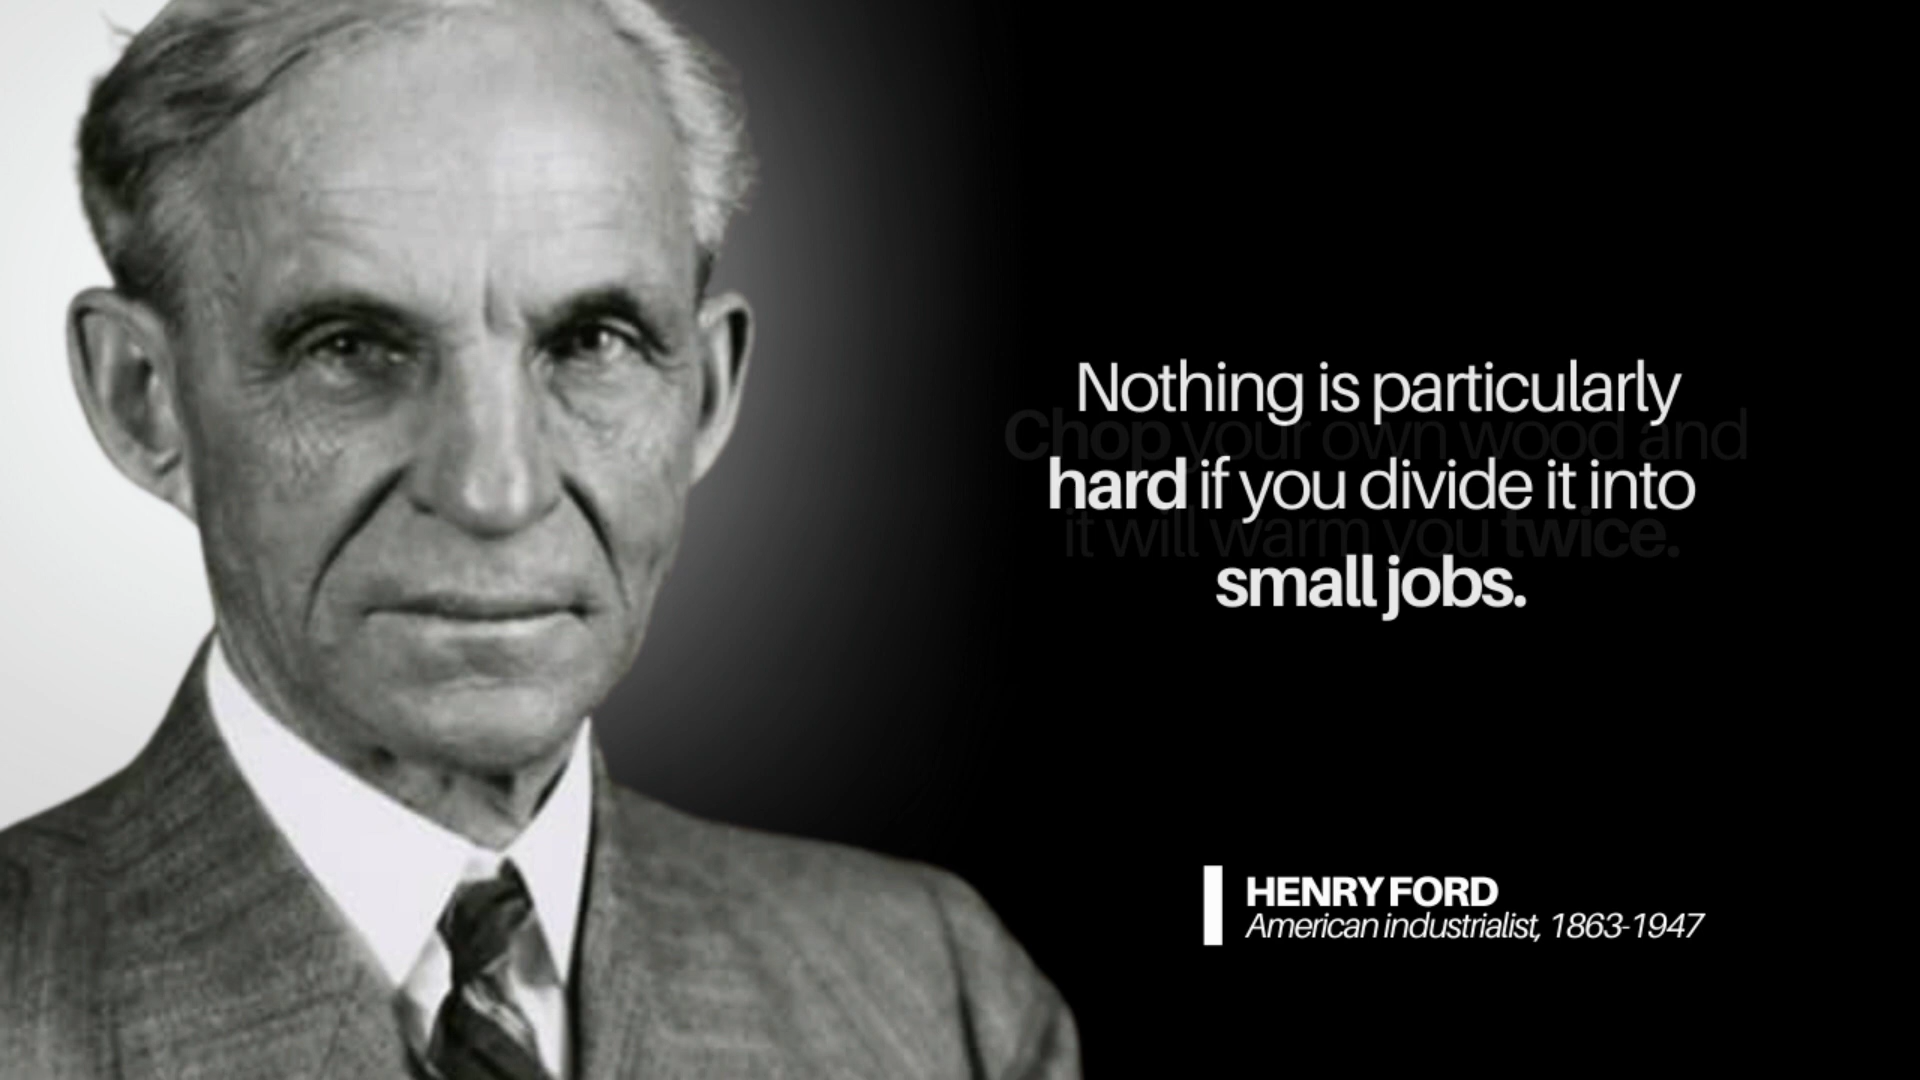 Nothing is particularly
Chop your own wood and
hard if you divide it into
it will warm you twice.
small jobs.
HENRY FORD
American industrialist, 1863-1947